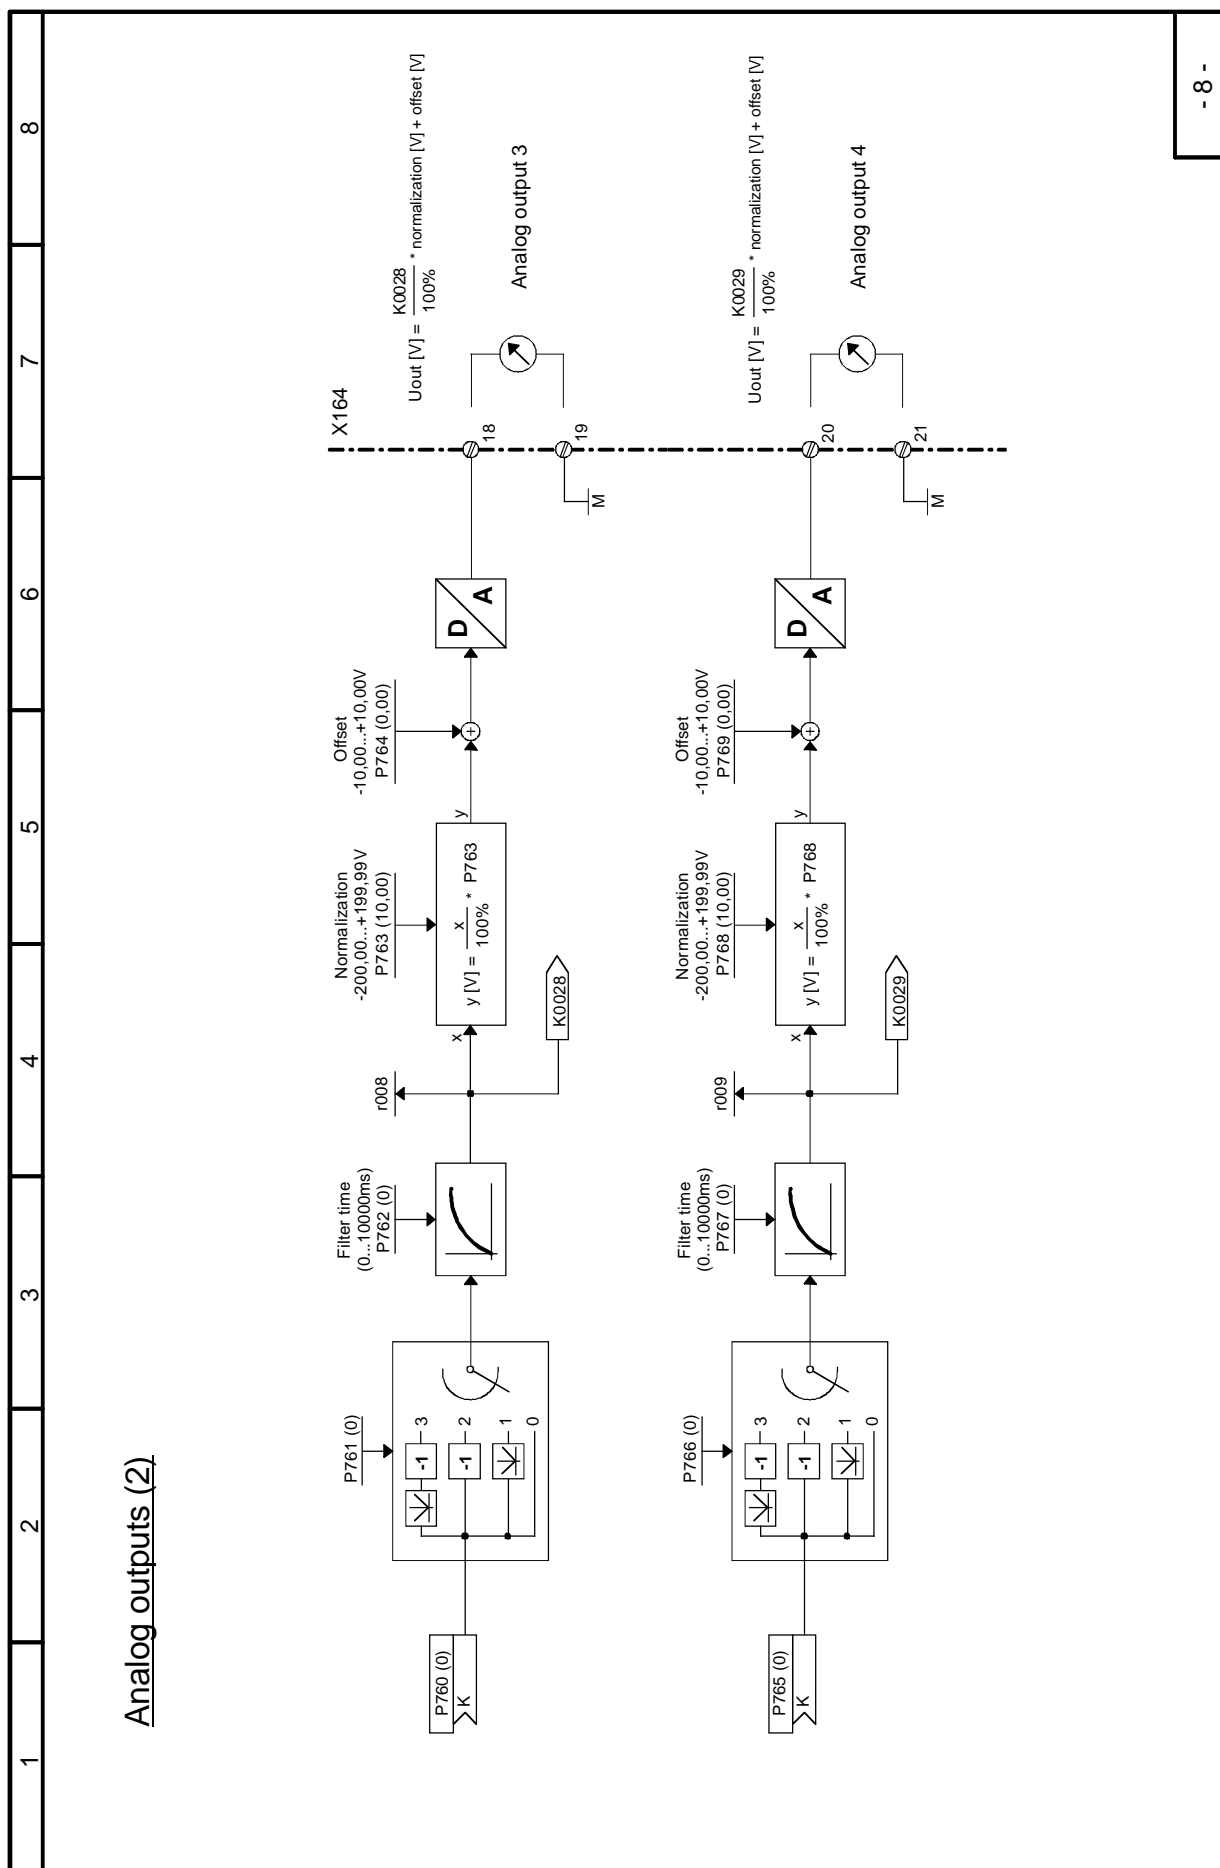 Analog outputs (2)
1
2
3
4
5
6
7
8
P760 (0)
K
P761 (0)
-1
3
-1
2
1
0
Filter time
(0...10000ms)
P762 (0)
r008
K0028
Normalization
-200,00...+199,99V
P763 (10,00)
x
y [V] = x / 100% * P763
y
Offset
-10,00...+10,00V
P764 (0,00)
+
D
A
M
X164
18
19
Uout [V] = K0028 / 100% * normalization [V] + offset [V]
Analog output 3
P765 (0)
K
P766 (0)
-1
3
-1
2
1
0
Filter time
(0...10000ms)
P767 (0)
r009
K0029
Normalization
-200,00...+199,99V
P768 (10,00)
x
y [V] = x / 100% * P768
y
Offset
-10,00...+10,00V
P769 (0,00)
+
D
A
M
20
21
Uout [V] = K0029 / 100% * normalization [V] + offset [V]
Analog output 4
- 8 -